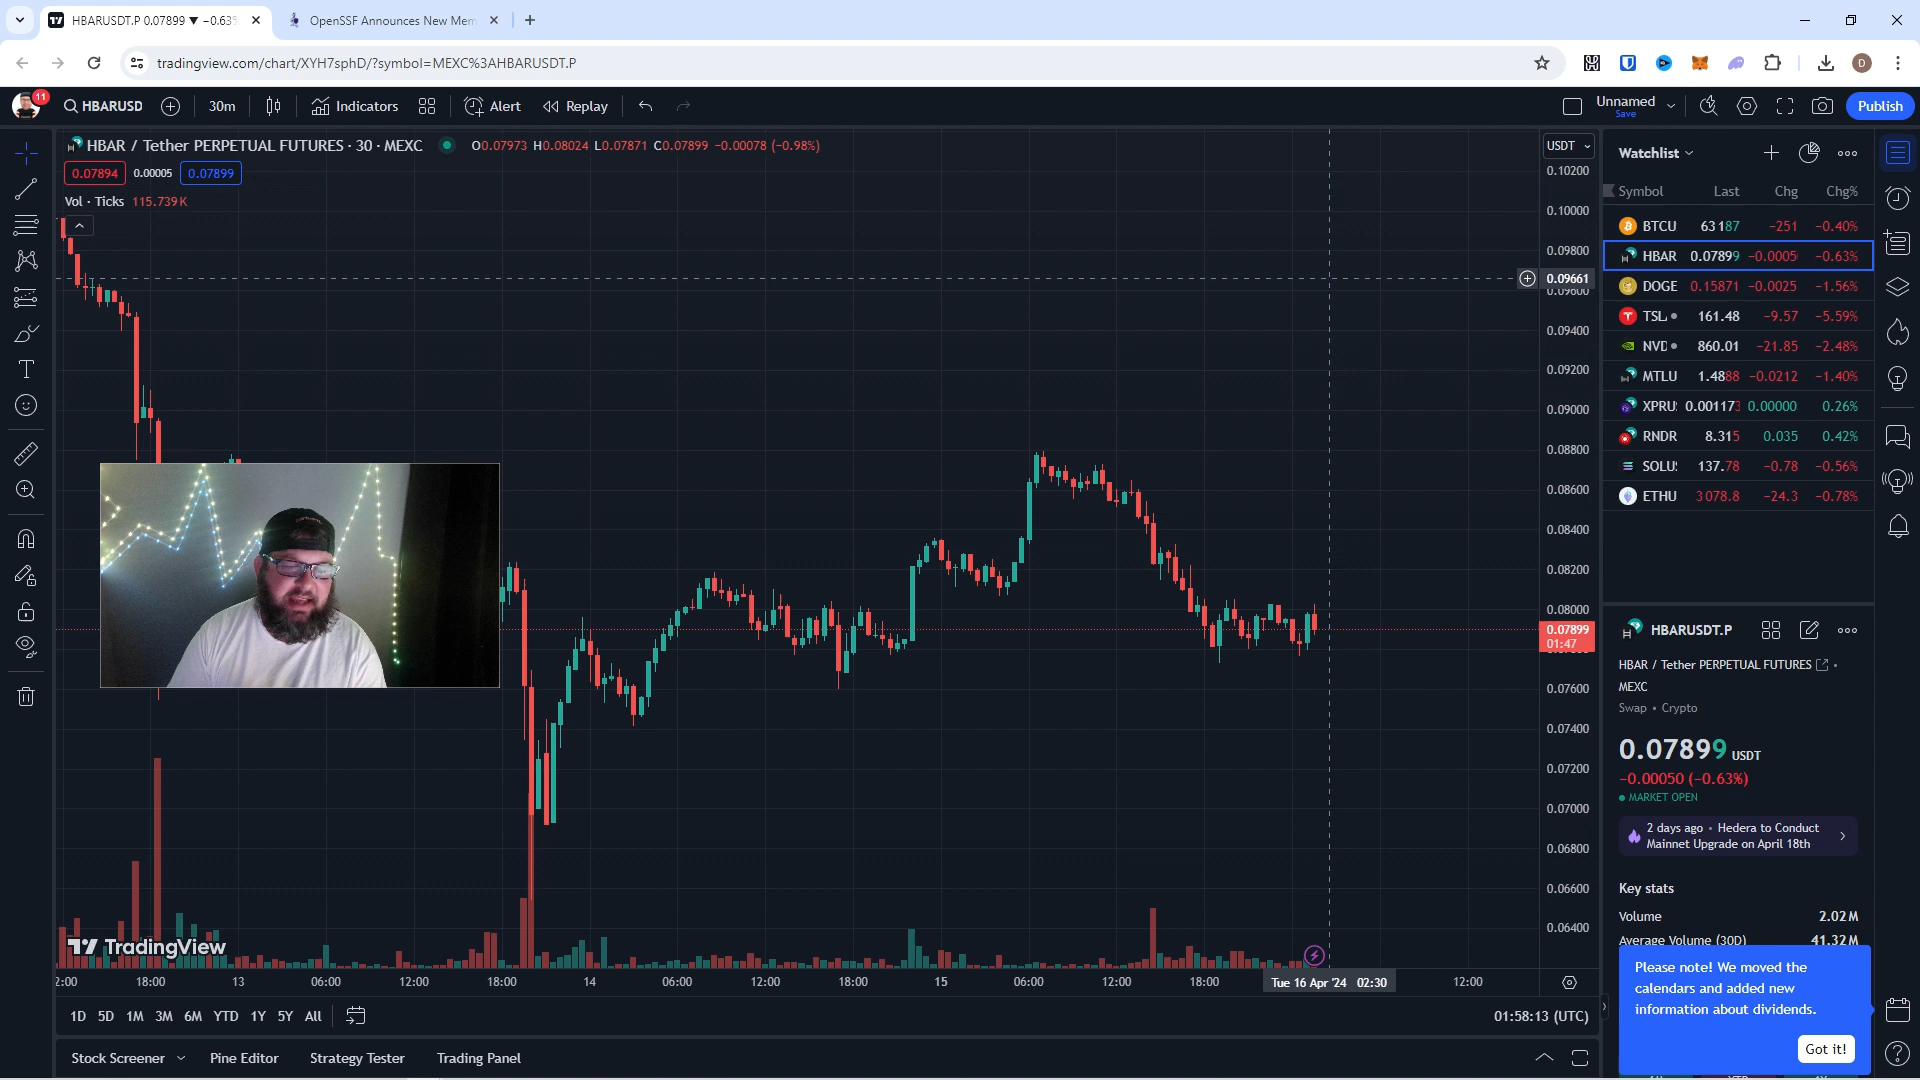 HBARUSDT.P 0.07899 ▼ −0.63%
OpenSSF Announces New Mem
tradingview.com/chart/XYH7sphD/?symbol=MEXC%3AHBARUSDT.P
D
11
HBARUSD
30m
Indicators
Alert
Replay
Unnamed
Save
Publish
HBAR / Tether PERPETUAL FUTURES · 30 · MEXC
O0.07973 H0.08024 L0.07871 C0.07899 −0.00078 (−0.98%)
0.07894
0.00005
0.07899
Vol · Ticks 115.739K
USDT
0.10200
0.10000
0.09800
0.09661
0.09600
0.09400
0.09200
0.09000
0.08800
0.08600
0.08400
0.08200
0.08000
0.07899
01:47
0.07600
0.07400
0.07200
0.07000
0.06800
0.06600
0.06400
TradingView
2:00
18:00
13
06:00
12:00
18:00
14
06:00
12:00
18:00
15
06:00
12:00
18:00
Tue 16 Apr '24 02:30
12:00
1D 5D 1M 3M 6M YTD 1Y 5Y All
01:58:13 (UTC)
Stock Screener
Pine Editor
Strategy Tester
Trading Panel
Watchlist
Symbol Last Chg Chg%
BTCU 63187 −251 −0.40%
HBAR 0.07899 −0.0005 −0.63%
DOGE 0.15871 −0.0025 −1.56%
TSL 161.48 −9.57 −5.59%
NVD 860.01 −21.85 −2.48%
MTLU 1.4888 −0.0212 −1.40%
XPRU 0.001173 0.00000 0.26%
RNDR 8.315 0.035 0.42%
SOLU 137.78 −0.78 −0.56%
ETHU 3078.8 −24.3 −0.78%
HBARUSDT.P
HBAR / Tether PERPETUAL FUTURES •
MEXC
Swap • Crypto
0.07899 USDT
−0.00050 (−0.63%)
MARKET OPEN
2 days ago • Hedera to Conduct
Mainnet Upgrade on April 18th
Key stats
Volume 2.02M
Average Volume (30D) 41.32M
Please note! We moved the
calendars and added new
information about dividends.
Got it!